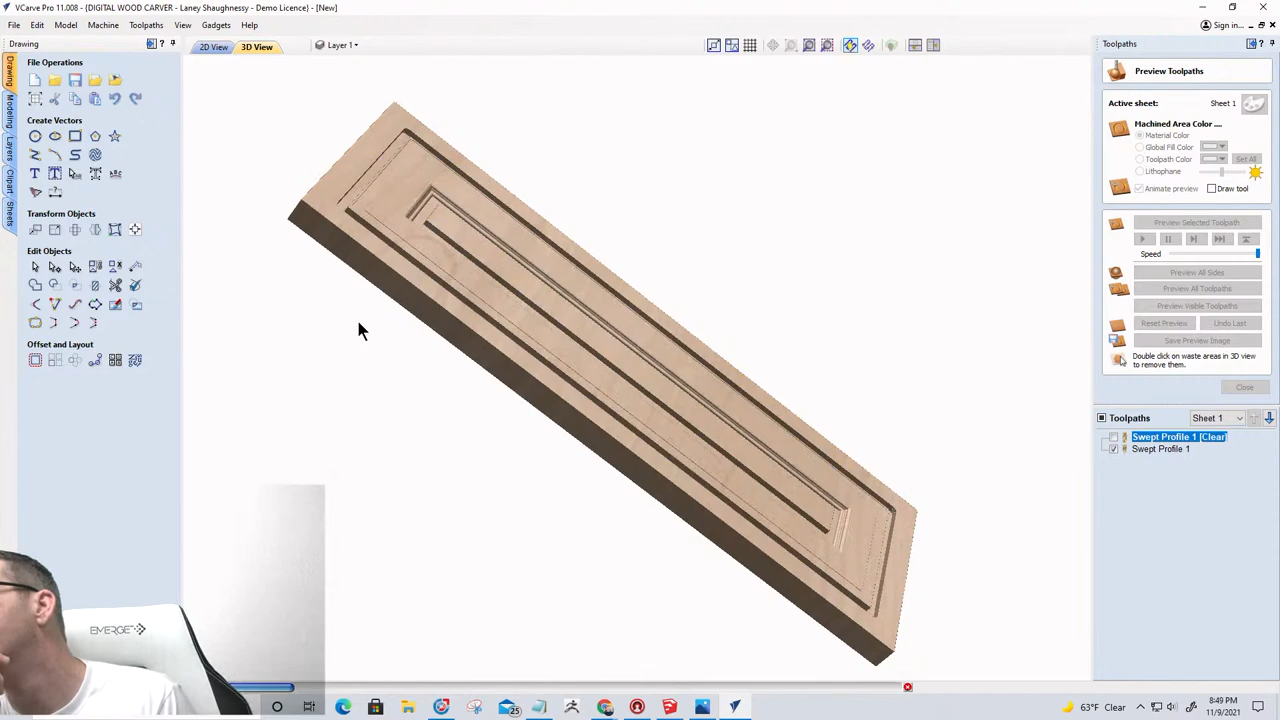 VCarve Pro 11.008 - {DIGITAL WOOD CARVER - Laney Shaughnessy - Demo Licence} - [New]
File Edit Model Machine Toolpaths View Gadgets Help
Sign in...
Drawing
2D View 3D View Layer 1
Toolpaths
Drawing
Modeling
Layers
Clipart
Sheets
File Operations
Create Vectors
Transform Objects
Edit Objects
Offset and Layout
Preview Toolpaths
Active sheet: Sheet 1
Machined Area Color ....
Material Color
Global Fill Color
Toolpath Color Set All
Lithophane
Animate preview Draw tool
Preview Selected Toolpath
Speed
Preview All Sides
Preview All Toolpaths
Preview Visible Toolpaths
Reset Preview Undo Last
Save Preview Image
Double click on waste areas in 3D view
to remove them.
Close
Toolpaths Sheet 1
Swept Profile 1 [Clear]
Swept Profile 1
EMERGE
25
63°F Clear
8:49 PM
11/9/2021